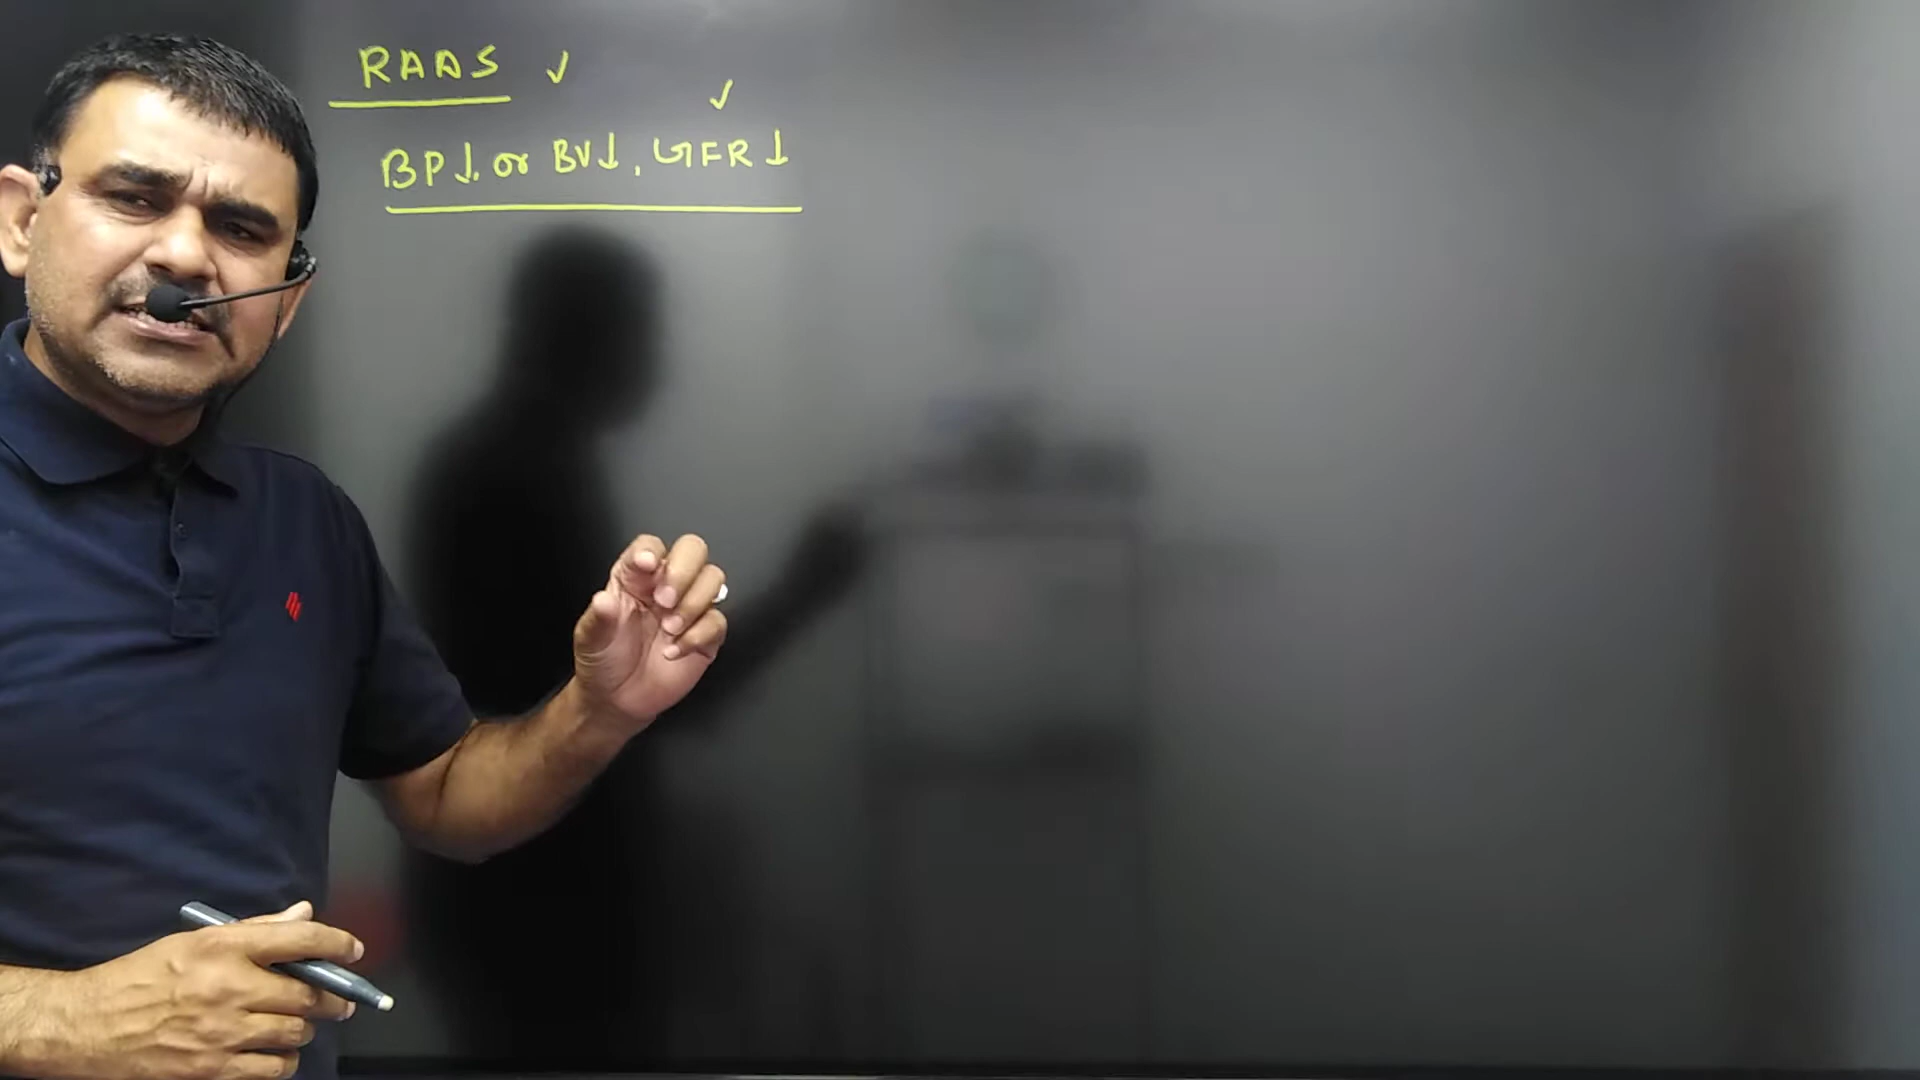 RAAS ✓
✓
BP↓. or BV↓, GFR↓